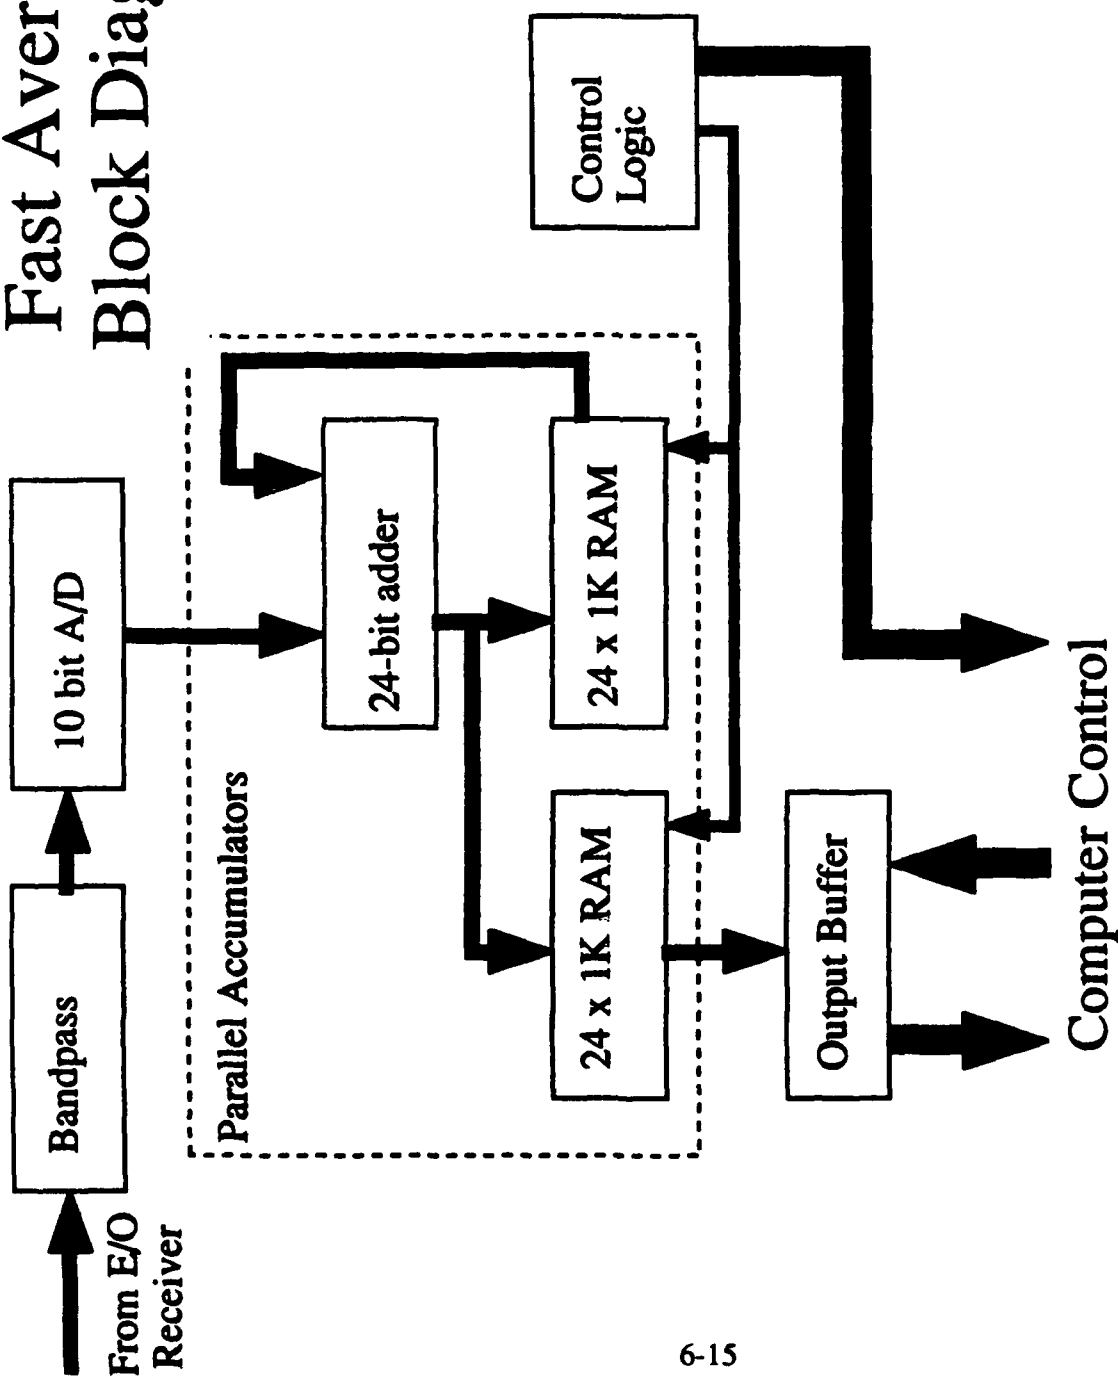 Fast Aver
Block Diag
From E/O
Receiver
Bandpass
10 bit A/D
Parallel Accumulators
24-bit adder
24 x 1K RAM
24 x 1K RAM
Control
Logic
Output Buffer
Computer Control
6-15